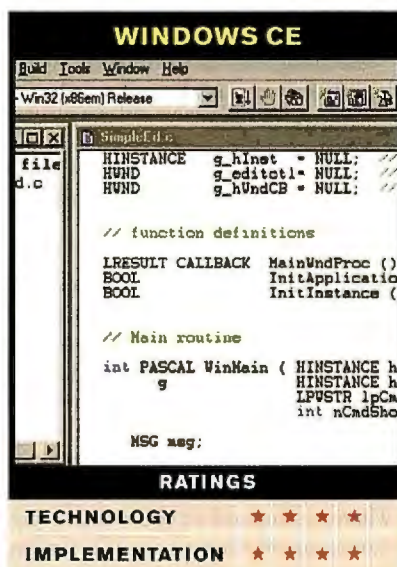 WINDOWS CE
Build Tools Window Help
Win32 (x86em) Release
SimpleEd.c
file
d.c
HINSTANCE g_hInst = NULL; //
HWND g_editctl= NULL; //
HWND g_hWndCB = NULL; //
// function definitions
LRESULT CALLBACK MainWndProc ()
BOOL InitApplicatio
BOOL InitInstance (
// Main routine
int PASCAL WinMain ( HINSTANCE h
g HINSTANCE h
LPWSTR lpCm
int nCmdSho
MSG msg;
RATINGS
TECHNOLOGY ★ ★ ★ ★
IMPLEMENTATION ★ ★ ★ ★